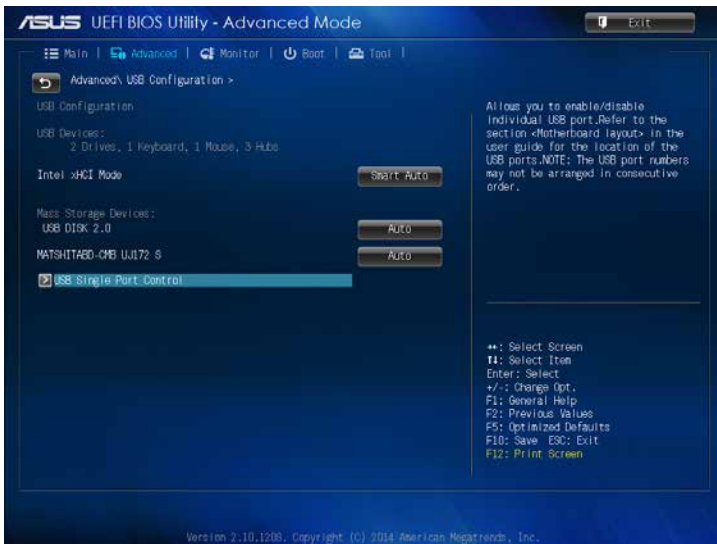 ASUS UEFI BIOS Utility - Advanced Mode
Exit
Main | Advanced | Monitor | Boot | Tool |
Advanced\ USB Configuration >
USB Configuration
USB Devices:
2 Drives, 1 Keyboard, 1 Mouse, 3 Hubs
Intel xHCI Mode
Smart Auto
Mass Storage Devices:
USB DISK 2.0
Auto
MATSHITABD-CMB UJ172 S
Auto
> USB Single Port Control
Allows you to enable/disable
individual USB port.Refer to the
section <Motherboard layout> in the
user guide for the location of the
USB ports.NOTE: The USB port numbers
may not be arranged in consecutive
order.
→←: Select Screen
↑↓: Select Item
Enter: Select
+/-: Change Opt.
F1: General Help
F2: Previous Values
F5: Optimized Defaults
F10: Save ESC: Exit
F12: Print Screen
Version 2.10.1208. Copyright (C) 2014 American Megatrends, Inc.